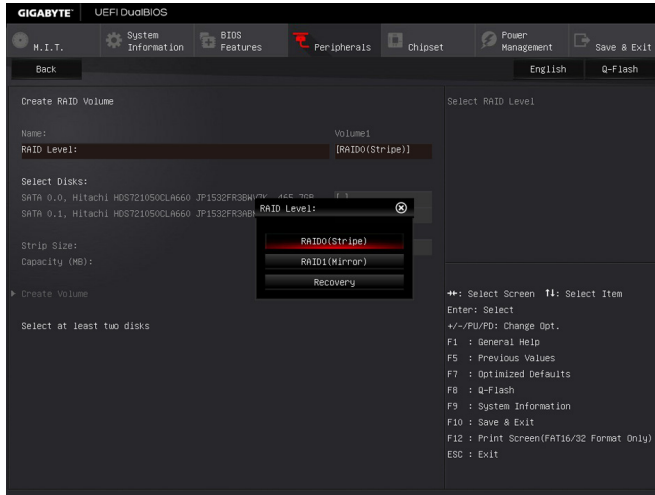 GIGABYTE™ UEFI DualBIOS
M.I.T. System Information BIOS Features Peripherals Chipset Power Management Save & Exit
Back English Q-Flash
Create RAID Volume Select RAID Level
Name: Volume1
RAID Level: [RAID0(Stripe)]
Select Disks:
SATA 0.0, Hitachi HDS721050CLA660 JP1532FR3BWV7K 465.7GB [ ]
SATA 0.1, Hitachi HDS721050CLA660
RAID Level:
RAID0(Stripe)
RAID1(Mirror)
Recovery
Strip Size:
Capacity (MB):
Create Volume
Select at least two disks
→←: Select Screen ↑↓: Select Item
Enter: Select
+/-/PU/PD: Change Opt.
F1 : General Help
F5 : Previous Values
F7 : Optimized Defaults
F8 : Q-Flash
F9 : System Information
F10 : Save & Exit
F12 : Print Screen(FAT16/32 Format Only)
ESC : Exit